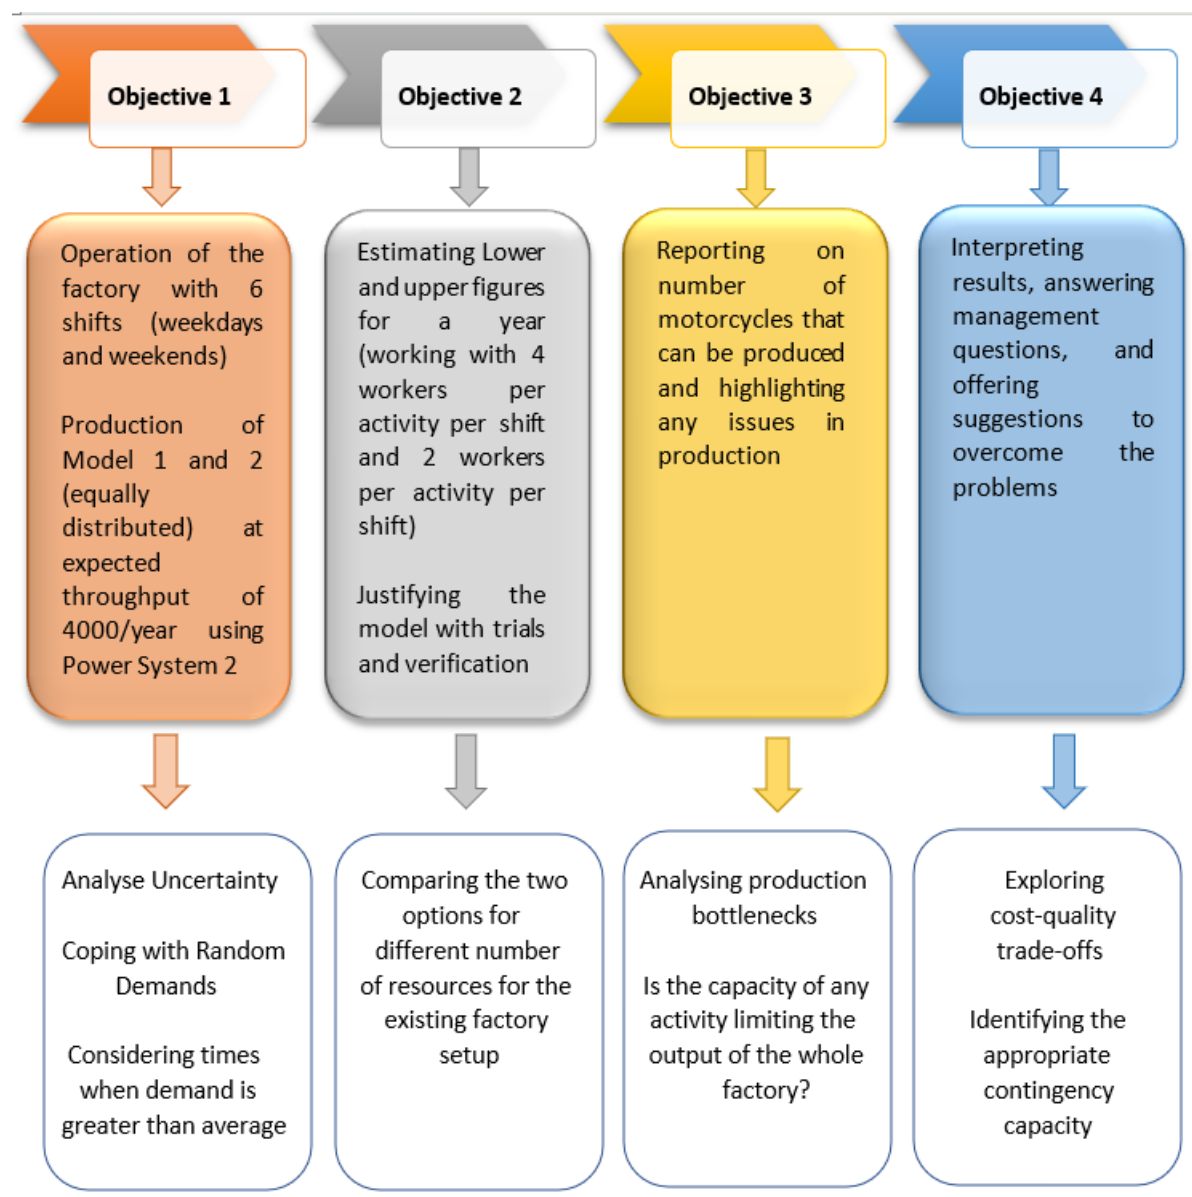 Objective 1
Operation of the
factory with 6
shifts (weekdays
and weekends)
Production of
Model 1 and 2
(equally
distributed) at
expected
throughput of
4000/year using
Power System 2
Analyse Uncertainty
Coping with Random
Demands
Considering times
when demand is
greater than average
Objective 2
Estimating Lower
and upper figures
for a year
(working with 4
workers per
activity per shift
and 2 workers
per activity per
shift)
Justifying the
model with trials
and verification
Comparing the two
options for
different number
of resources for the
existing factory
setup
Objective 3
Reporting on
number of
motorcycles that
can be produced
and highlighting
any issues in
production
Analysing production
bottlenecks
Is the capacity of any
activity limiting the
output of the whole
factory?
Objective 4
Interpreting
results, answering
management
questions, and
offering
suggestions to
overcome the
problems
Exploring
cost-quality
trade-offs
Identifying the
appropriate
contingency
capacity